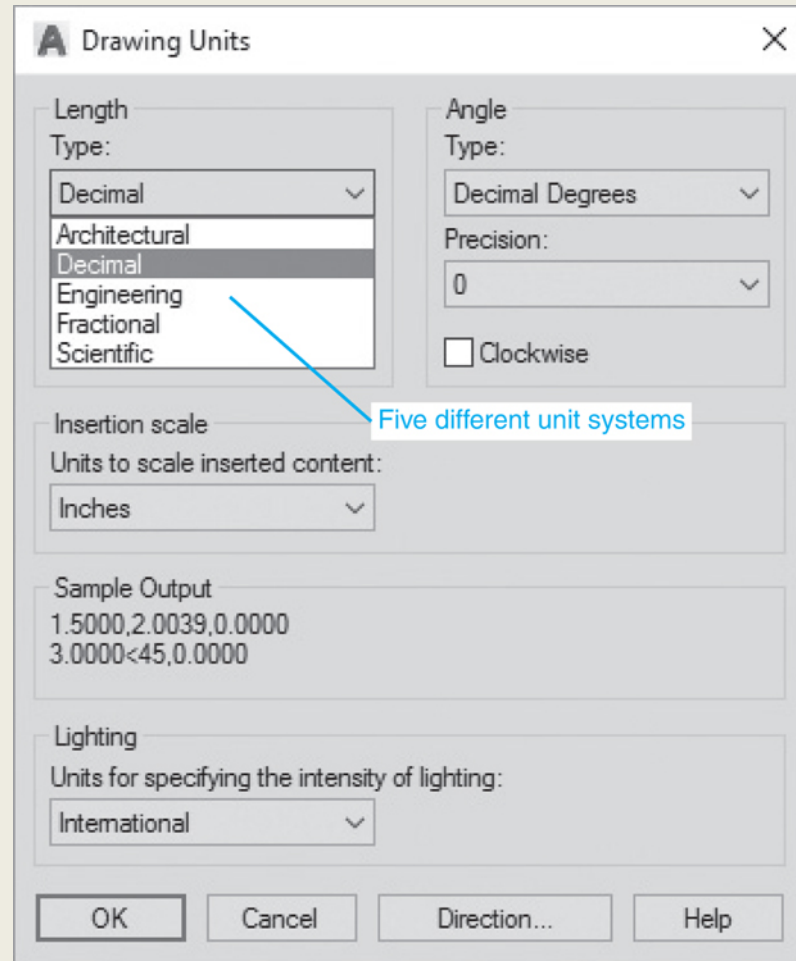 Drawing Units
Length
Type:
Decimal
Architectural
Decimal
Engineering
Fractional
Scientific
Angle
Type:
Decimal Degrees
Precision:
0
Clockwise
Five different unit systems
Insertion scale
Units to scale inserted content:
Inches
Sample Output
1.5000,2.0039,0.0000
3.0000<45,0.0000
Lighting
Units for specifying the intensity of lighting:
International
OK
Cancel
Direction...
Help